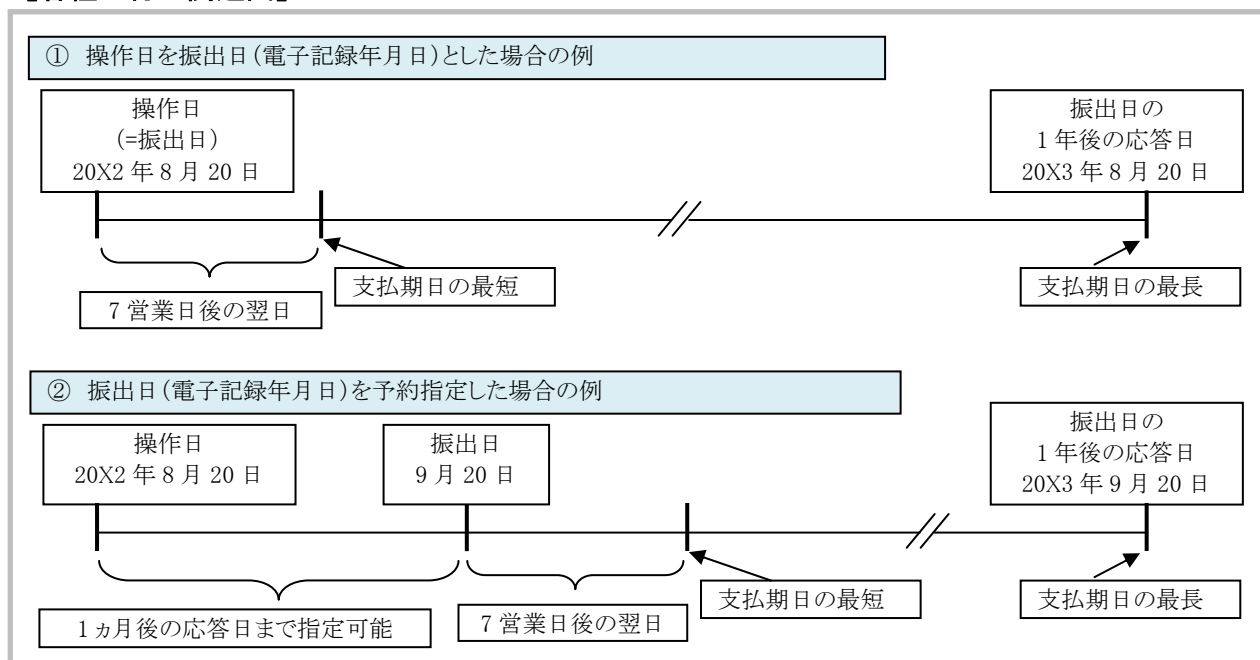 ① 操作日を振出日(電子記録年月日)とした場合の例
操作日
(=振出日)
20X2 年 8 月 20 日
振出日の
1 年後の応答日
20X3 年 8 月 20 日
支払期日の最短
支払期日の最長
7 営業日後の翌日
② 振出日(電子記録年月日)を予約指定した場合の例
操作日
20X2 年 8 月 20 日
振出日
9 月 20 日
振出日の
1 年後の応答日
20X3 年 9 月 20 日
支払期日の最短
支払期日の最長
1ヵ月後の応答日まで指定可能
7 営業日後の翌日